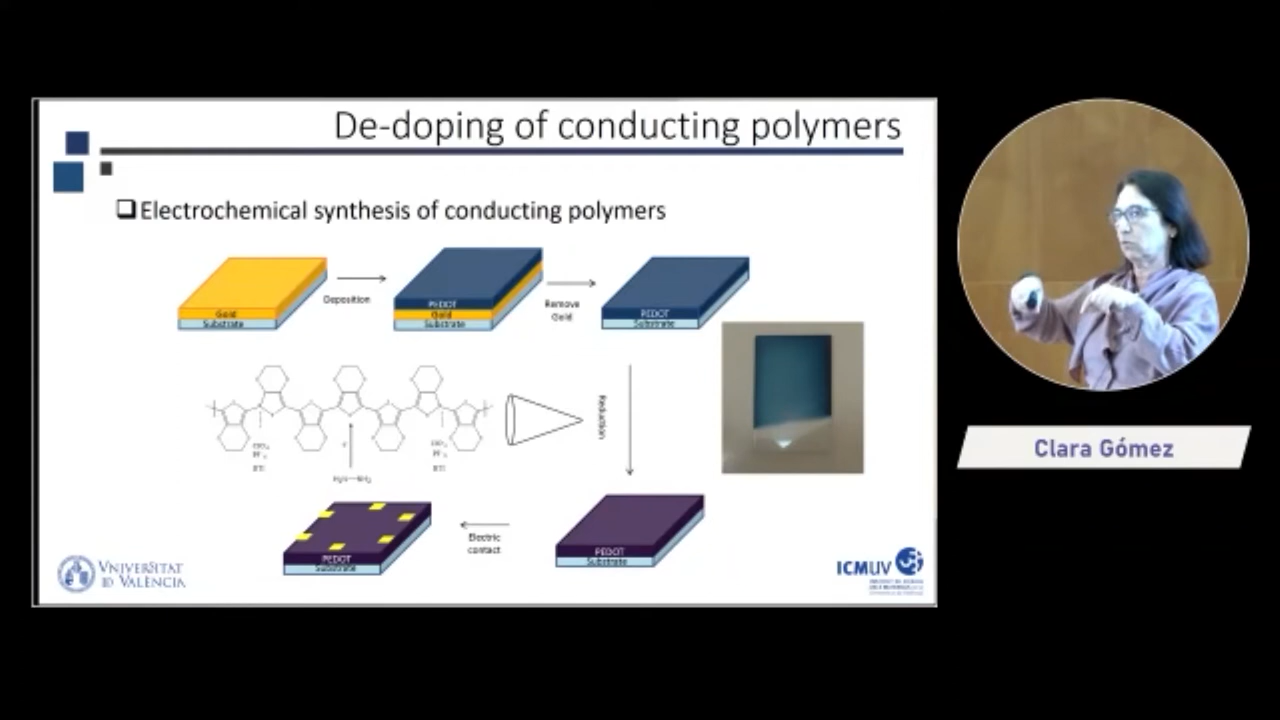 De-doping of conducting polymers
❑Electrochemical synthesis of conducting polymers
Gold
Substrate
Deposition
PEDOT
Gold
Substrate
Remove
Gold
PEDOT
Substrate
Reduction
PEDOT
Substrate
Electric
contact
PEDOT
Substrate
VNIVERSITAT
ID VALÈNCIA
ICMUV
Clara Gómez